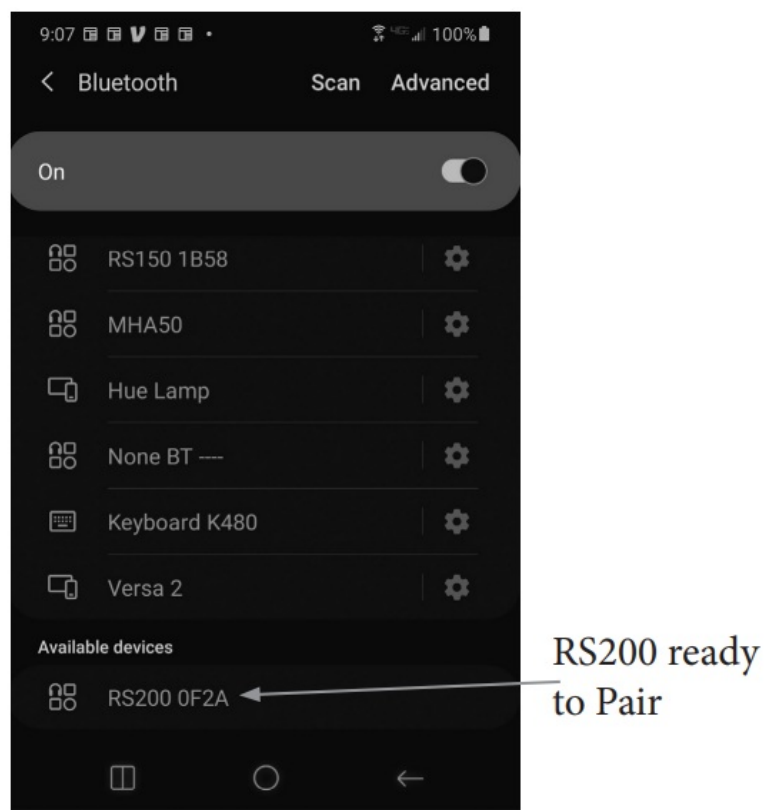 9:07 4GE 100%
Bluetooth Scan Advanced
On
RS150 1B58
MHA50
Hue Lamp
None BT ----
Keyboard K480
Versa 2
Available devices
RS200 0F2A
RS200 ready
to Pair